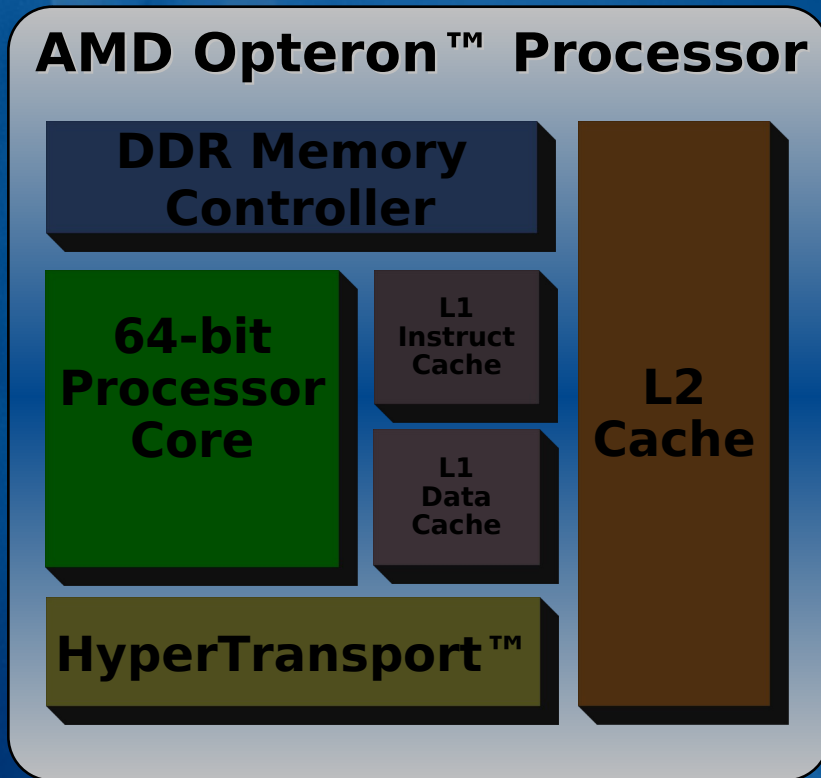 AMD Opteron™ Processor
DDR Memory
Controller
64-bit
Processor
Core
L1
Instruct
Cache
L1
Data
Cache
L2
Cache
HyperTransport™